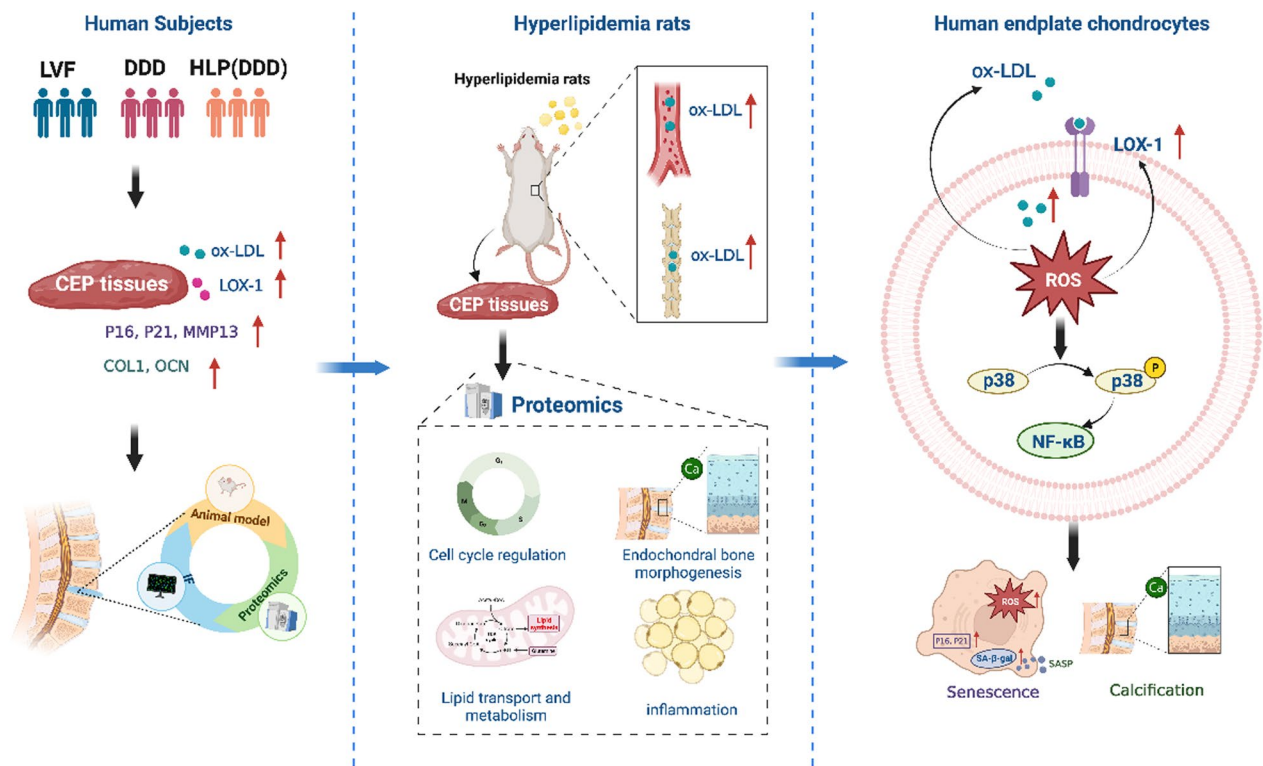 Human Subjects
LVF
DDD
HLP(DDD)
CEP tissues
ox-LDL
LOX-1
P16, P21, MMP13
COL1, OCN
Animal model
IF
Proteomics
Hyperlipidemia rats
Hyperlipidemia rats
ox-LDL
ox-LDL
CEP tissues
Proteomics
G₁
M
G₂
S
Cell cycle regulation
Ca
Endochondral bone
morphogenesis
Lipid
synthesis
Glutamine
Lipid transport and
metabolism
inflammation
Human endplate chondrocytes
ox-LDL
LOX-1
ROS
p38
p38
P
NF-κB
ROS
P16, P21
SA-β-gal
SASP
Senescence
Ca
Calcification